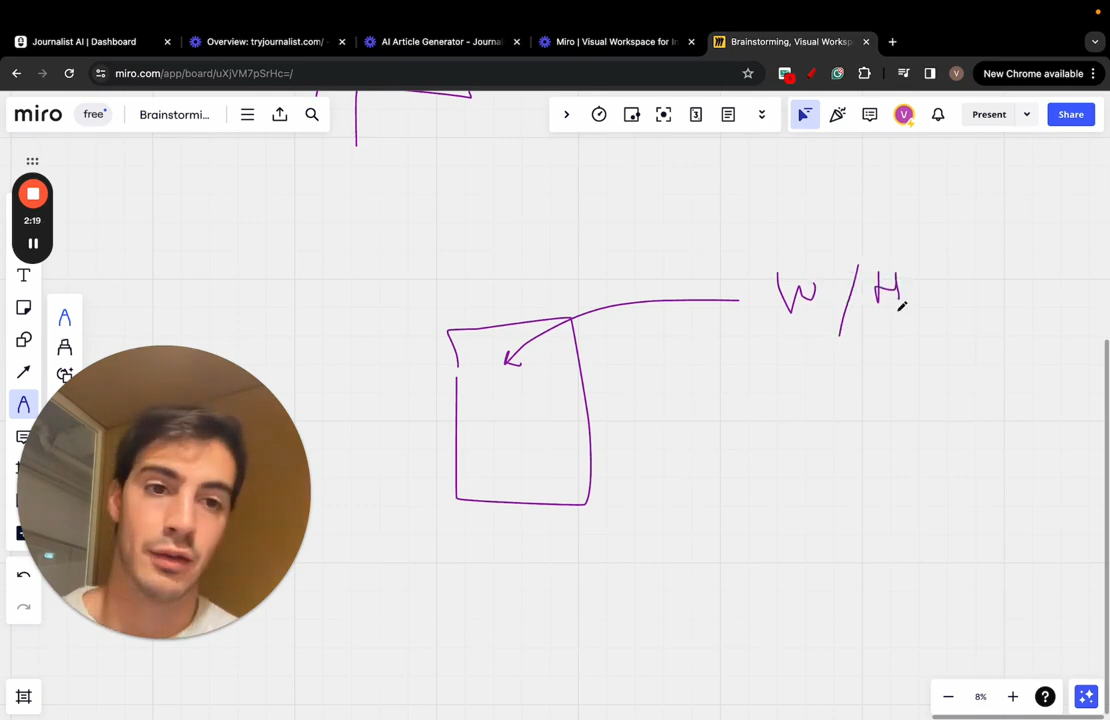 Journalist AI | Dashboard
Overview: tryjournalist.com/ -
AI Article Generator - Journa
Miro | Visual Workspace for In
Brainstorming, Visual Worksp
miro.com/app/board/uXjVM7pSrHc=/
V
New Chrome available
miro
free
Brainstormi...
3
V
Present
Share
2:19
T
W/H
8%
?